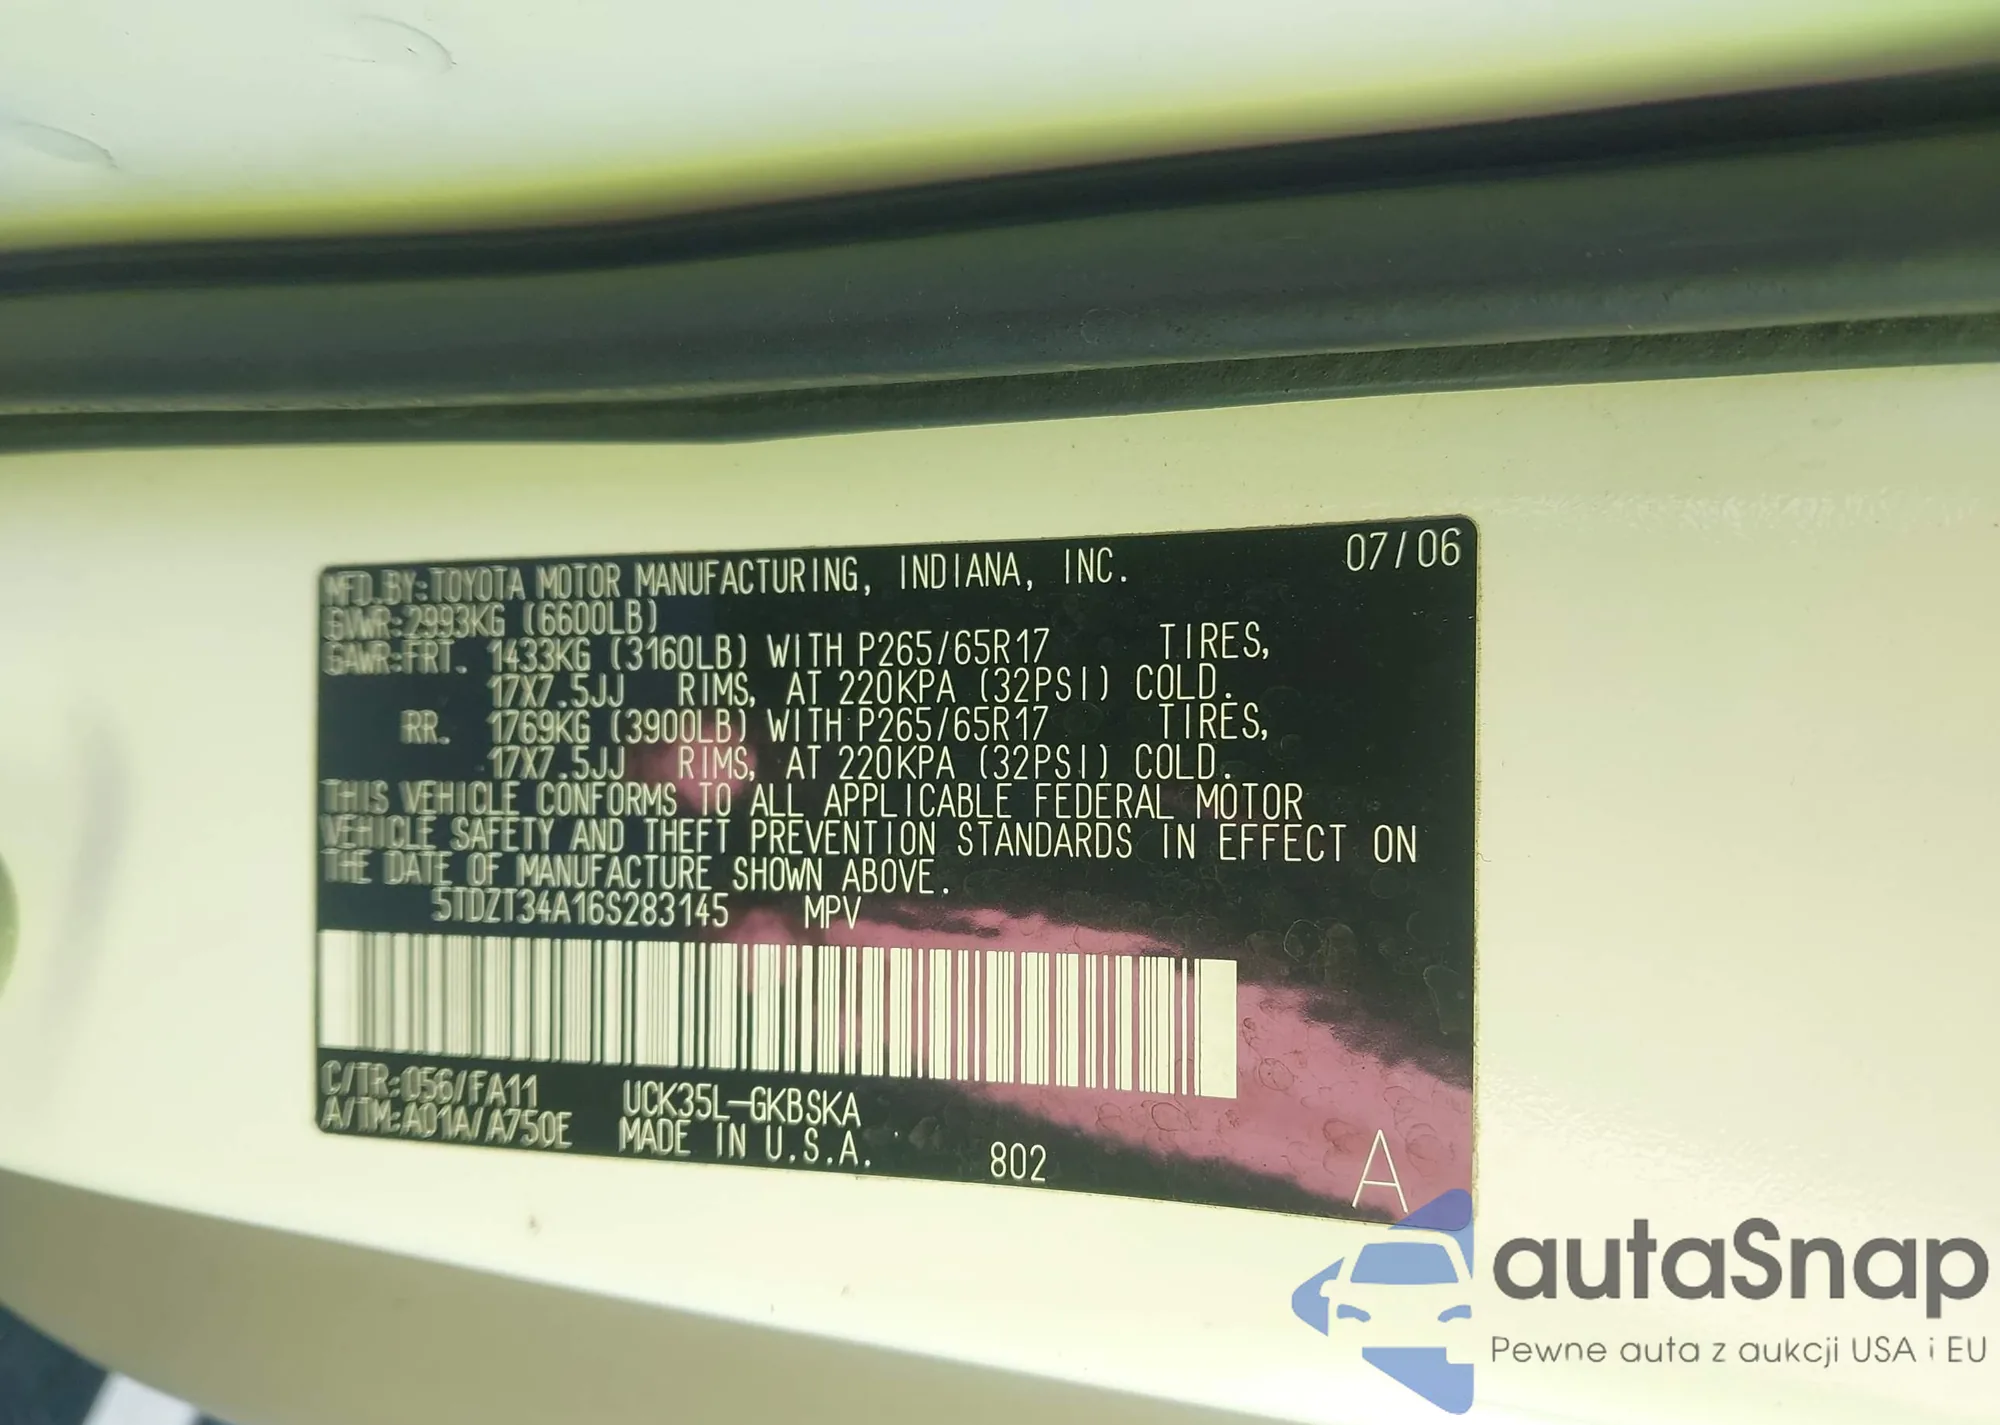 MFD.BY:TOYOTA MOTOR MANUFACTURING, INDIANA, INC. 07/06
GVWR:2993KG (6600LB)
GAWR:FRT. 1433KG (3160LB) WITH P265/65R17 TIRES,
17X7.5JJ RIMS, AT 220KPA (32PSI) COLD.
RR. 1769KG (3900LB) WITH P265/65R17 TIRES,
17X7.5JJ RIMS, AT 220KPA (32PSI) COLD.
THIS VEHICLE CONFORMS TO ALL APPLICABLE FEDERAL MOTOR
VEHICLE SAFETY AND THEFT PREVENTION STANDARDS IN EFFECT ON
THE DATE OF MANUFACTURE SHOWN ABOVE.
5TDZT34A16S283145 MPV
C/TR:056/FA11 UCK35L-GKBSKA
A/TM:A01A/A750E MADE IN U.S.A. 802 A
autaSnap
Pewne auta z aukcji USA i EU